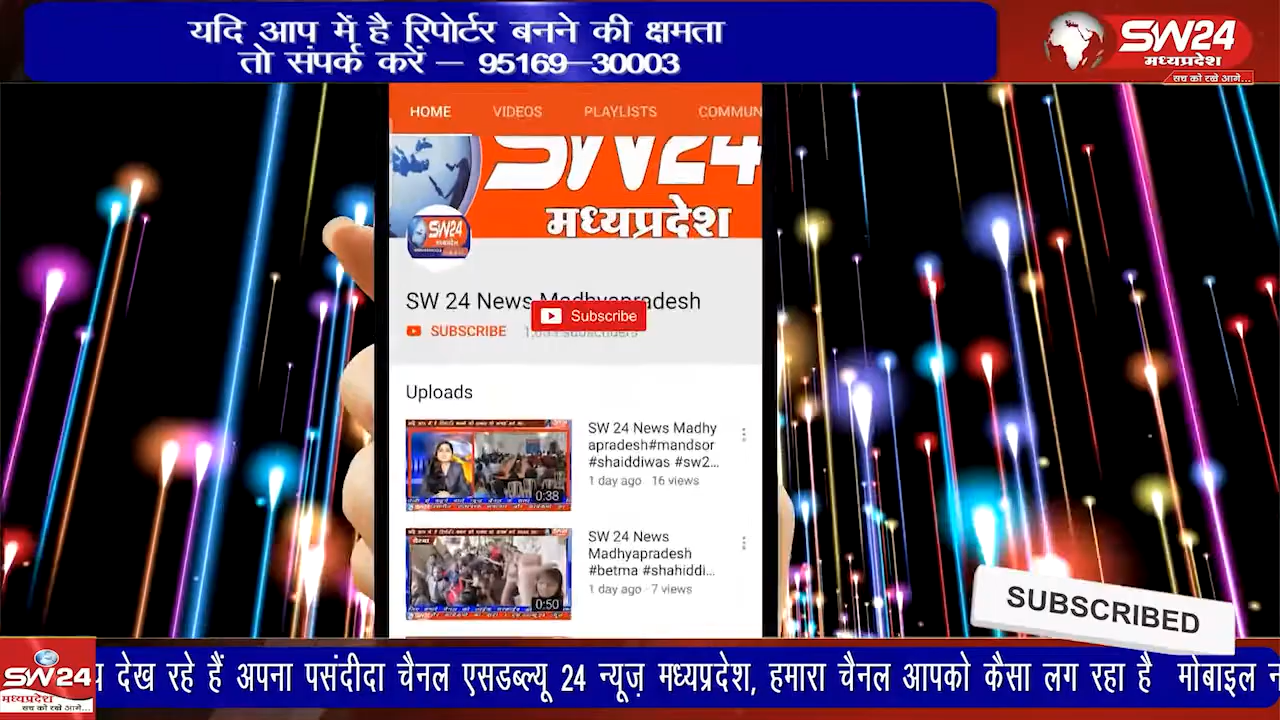 यदि आप में है रिपोर्टर बनने की क्षमता
तो संपर्क करें – 95169–30003
SW24
मध्यप्रदेश
सच को रखे आगे...
HOME VIDEOS PLAYLISTS COMMUN
SW24
मध्यप्रदेश
SW24
SW 24 News Madhyapradesh
Subscribe
SUBSCRIBE
Uploads
SW 24 News Madhy
apradesh#mandsor
#shaiddiwas #sw2...
1 day ago · 16 views
0:38
SW 24 News
Madhyapradesh
#betma #shahiddi...
1 day ago · 7 views
0:50
SUBSCRIBED
SW24
मध्यप्रदेश
सच को रखे आगे...
देख रहे हैं अपना पसंदीदा चैनल एसडब्ल्यू 24 न्यूज़ मध्यप्रदेश, हमारा चैनल आपको कैसा लग रहा है मोबाइल